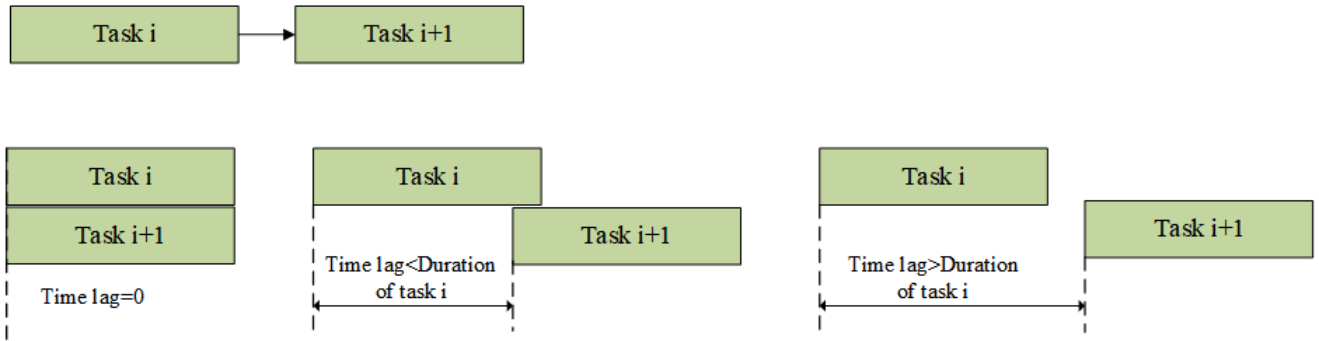 Task i
Task i+1
Task i
Task i+1
Time lag=0
Task i
Task i+1
Time lag<Duration
of task i
Task i
Task i+1
Time lag>Duration
of task i